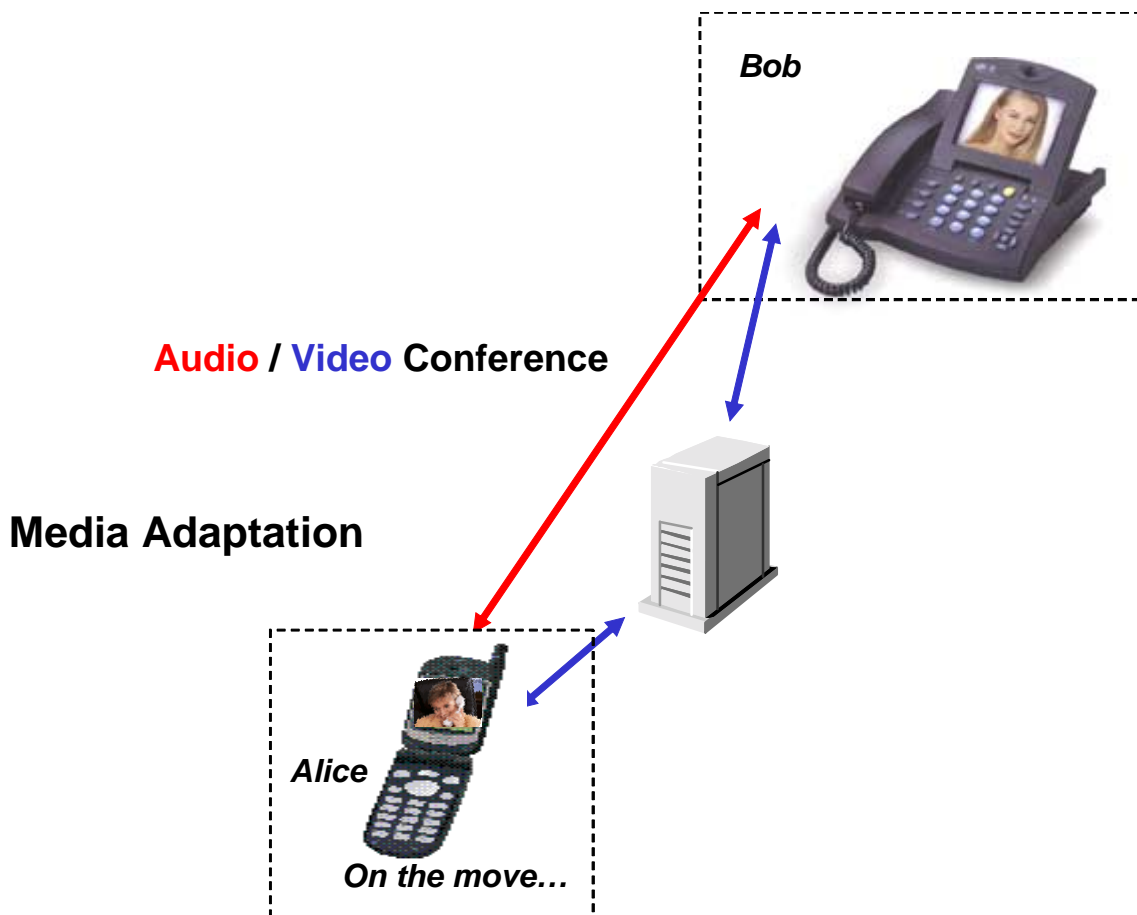 Bob
Audio / Video Conference
Media Adaptation
Alice
On the move…